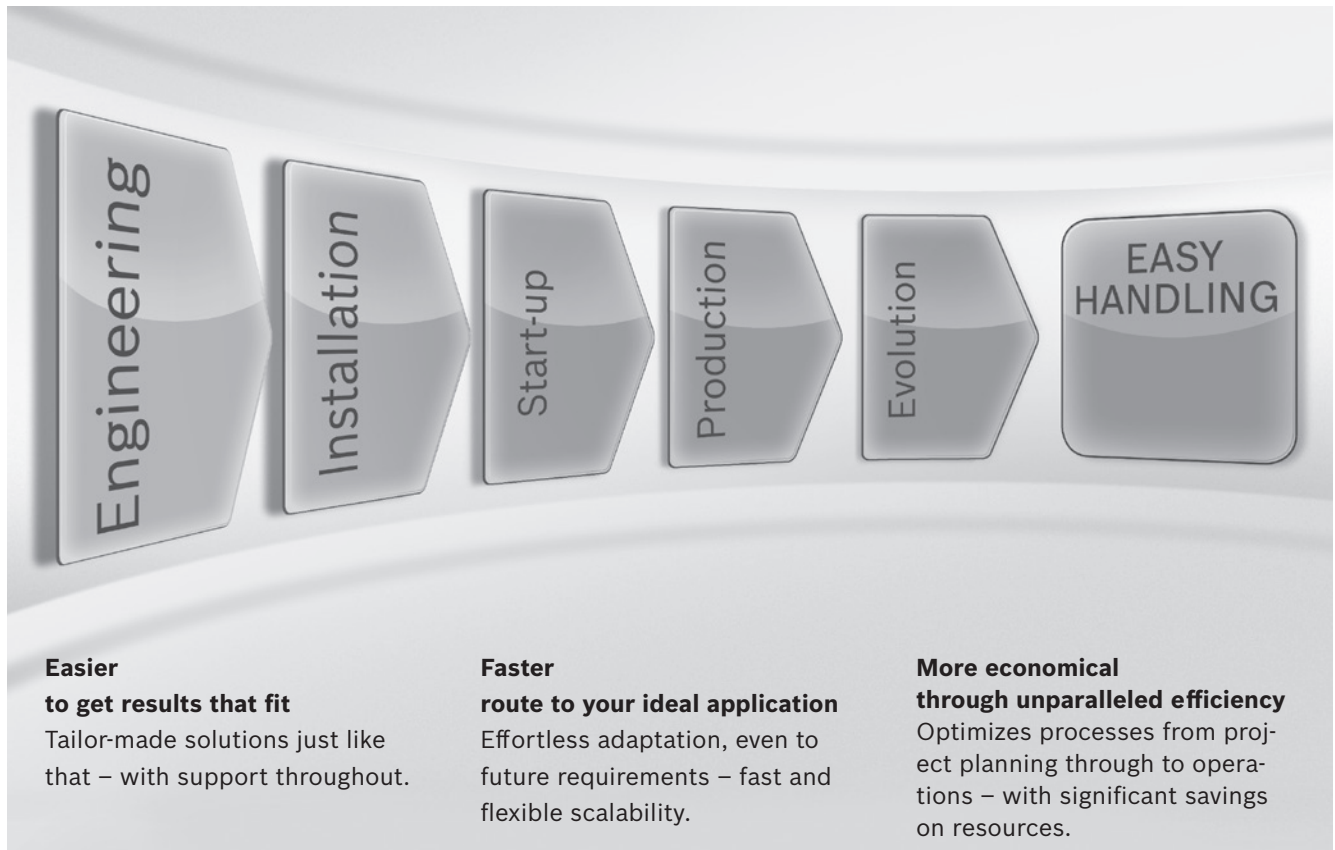 Engineering
Installation
Start-up
Production
Evolution
EASY
HANDLING
Easier
to get results that fit
Tailor-made solutions just like
that – with support throughout.
Faster
route to your ideal application
Effortless adaptation, even to
future requirements – fast and
flexible scalability.
More economical
through unparalleled efficiency
Optimizes processes from proj-
ect planning through to opera-
tions – with significant savings
on resources.